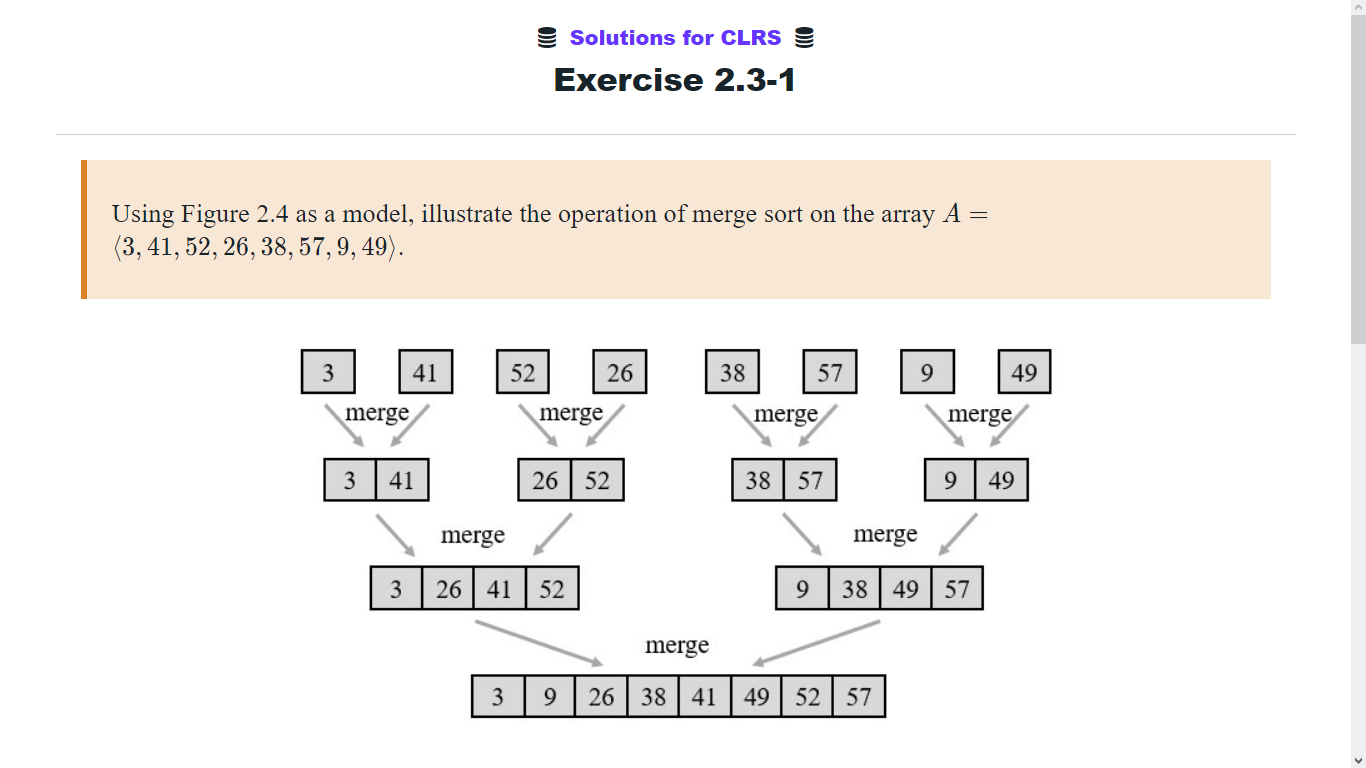 Solutions for CLRS
Exercise 2.3-1
Using Figure 2.4 as a model, illustrate the operation of merge sort on the array A =
⟨3, 41, 52, 26, 38, 57, 9, 49⟩.
3 41 52 26 38 57 9 49
merge merge merge merge
3 41 26 52 38 57 9 49
merge merge
3 26 41 52 9 38 49 57
merge
3 9 26 38 41 49 52 57